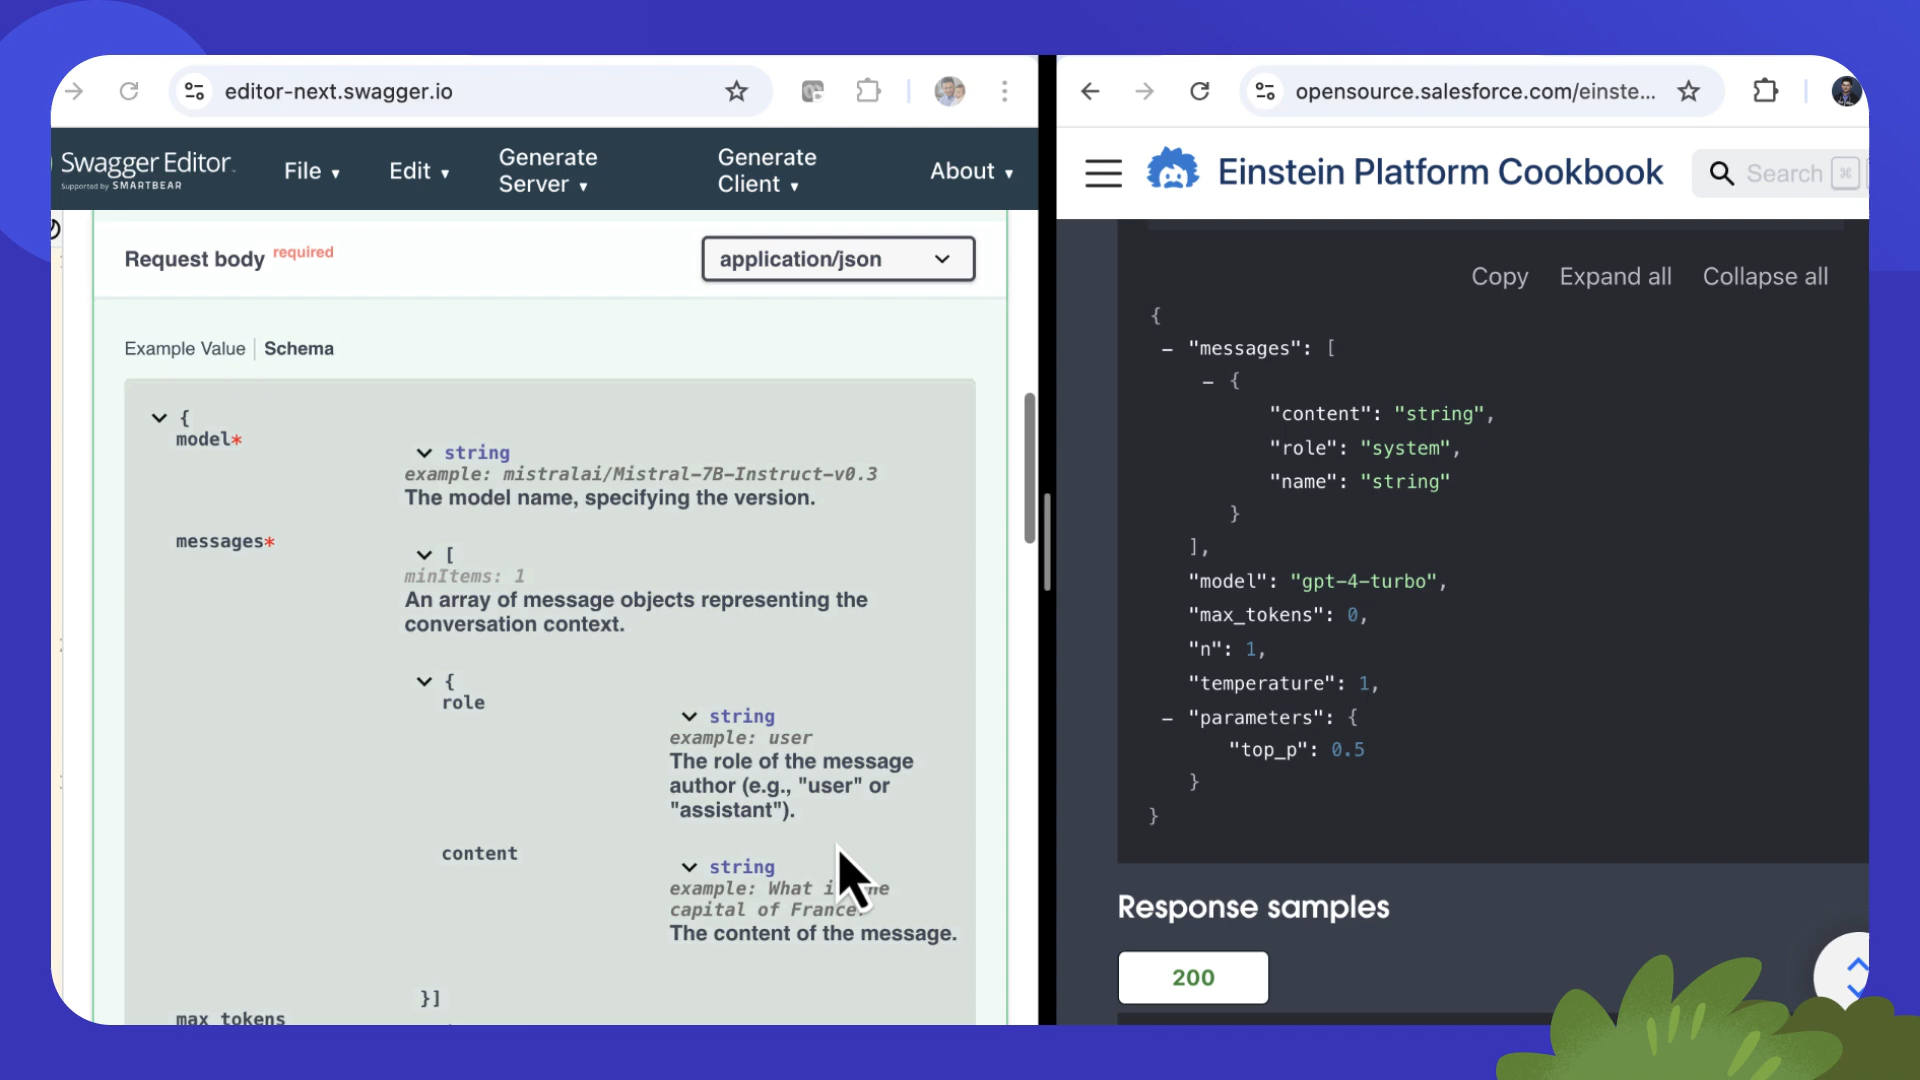 editor-next.swagger.io
Swagger Editor
Supported by SMARTBEAR
File ▾
Edit ▾
Generate Server ▾
Generate Client ▾
About ▾
Request body required
application/json
Example Value | Schema
{
model*
string
example: mistralai/Mistral-7B-Instruct-v0.3
The model name, specifying the version.
messages*
[
minItems: 1
An array of message objects representing the
conversation context.
{
role
string
example: user
The role of the message
author (e.g., "user" or
"assistant").
content
string
example: What i
capital of France
The content of the message.
}]
max_tokens
opensource.salesforce.com/einste...
Einstein Platform Cookbook
Search ⌘
Copy
Expand all
Collapse all
{
– "messages": [
– {
"content": "string",
"role": "system",
"name": "string"
}
],
"model": "gpt-4-turbo",
"max_tokens": 0,
"n": 1,
"temperature": 1,
– "parameters": {
"top_p": 0.5
}
}
Response samples
200